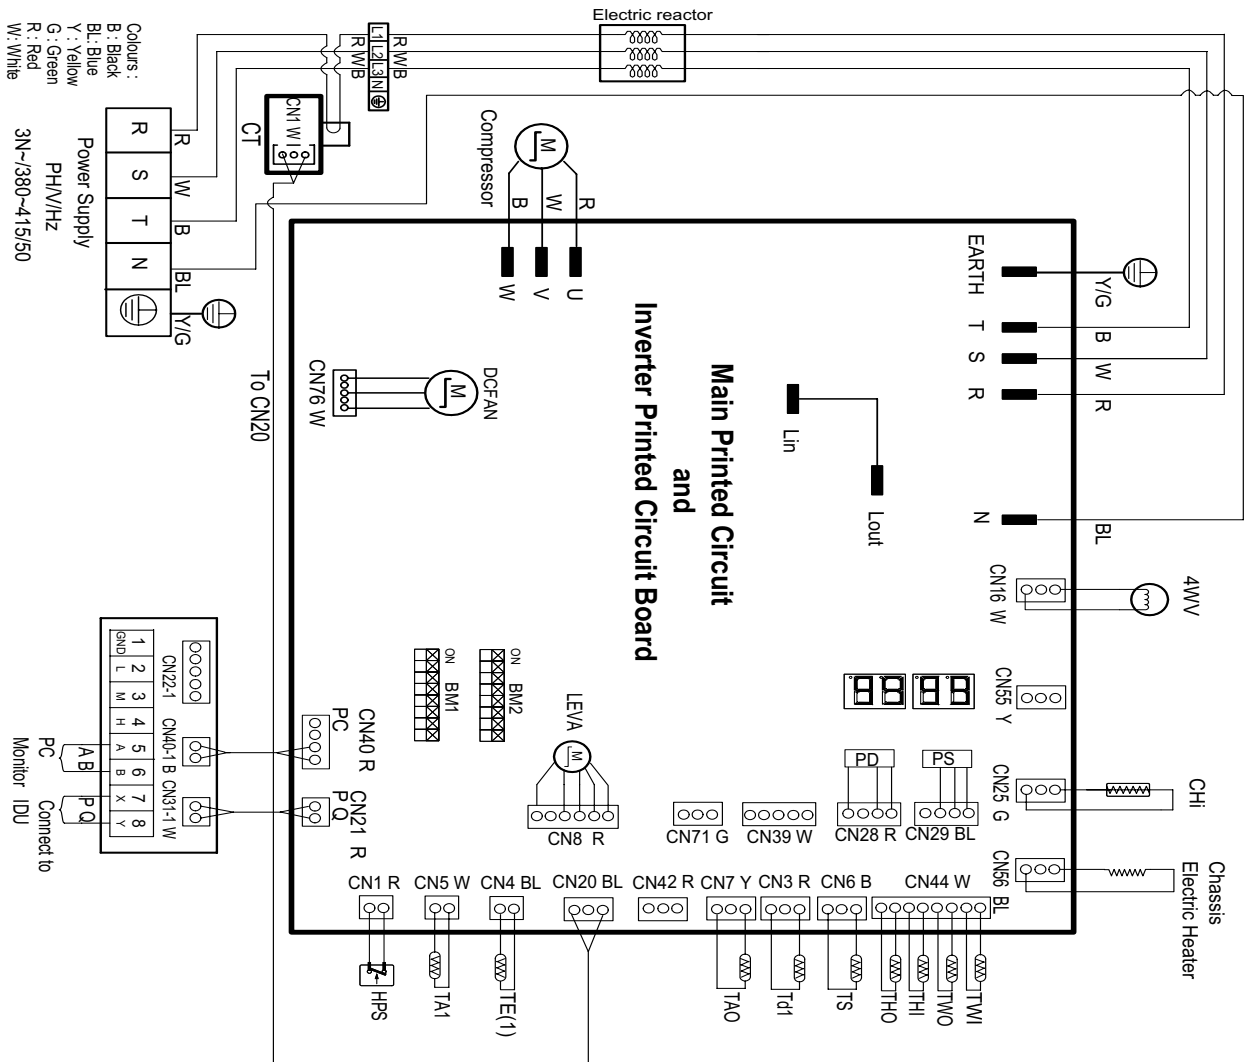 Electric reactor
Colours :
B : Black
BL: Blue
Y : Yellow
G : Green
R : Red
W: White
L1 L2 L3 N
R W B
R W B
CN1 W
CT
R
S
T
N
R
W
B
BL
Y/G
Power Supply
PH/V/Hz
3N~/380~415/50
Compressor
M
B
W
R
W
V
U
EARTH
T
S
R
N
Y/G
B
W
R
BL
Main Printed Circuit
and
Inverter Printed Circuit Board
Lin
Lout
DCFAN
M
CN76 W
To CN20
4WV
CN16 W
CN55 Y
CHi
CN25 G
Chassis
Electric Heater
CN56 BL
ON
BM1
ON
BM2
LEVA
M
CN8 R
PD
PS
CN71 G
CN39 W
CN28 R
CN29 BL
CN40 R
PC
CN21 R
PQ
CN22-1
CN40-1 B
CN31-1 W
1 2 3 4 5 6 7 8
GND L M H A B X Y
A B
P Q
PC
Monitor
Connect to
IDU
CN1 R
CN5 W
CN4 BL
CN20 BL
CN42 R
CN7 Y
CN3 R
CN6 B
CN44 W
HPS
TA1
TE(1)
TAO
Td1
TS
THO
THI
TWO
TWI